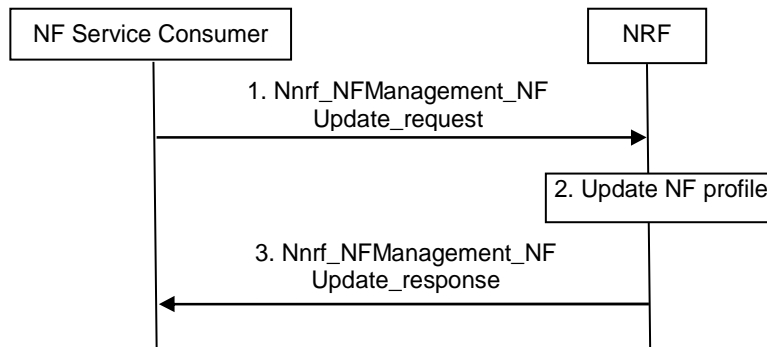 NF Service Consumer
NRF
1. Nnrf_NFManagement_NF
Update_request
2. Update NF profile
3. Nnrf_NFManagement_NF
Update_response